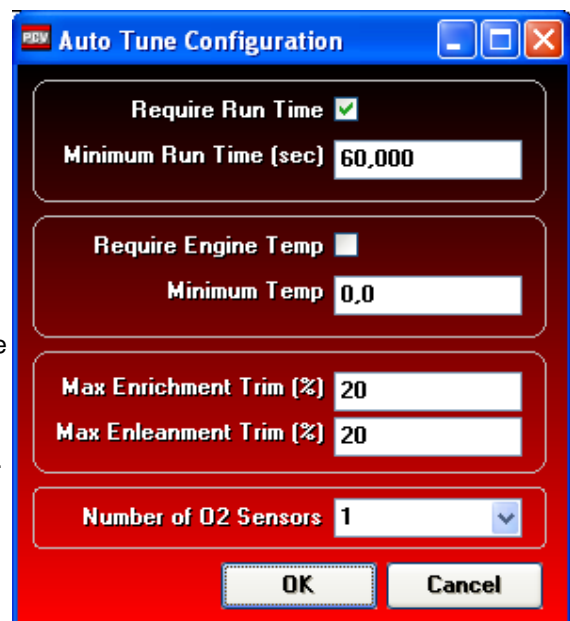 PCV Auto Tune Configuration
Require Run Time
Minimum Run Time (sec) 60,000
Require Engine Temp
Minimum Temp 0,0
e
Max Enrichment Trim (%) 20
Max Enleanment Trim (%) 20
Number of O2 Sensors 1
OK Cancel